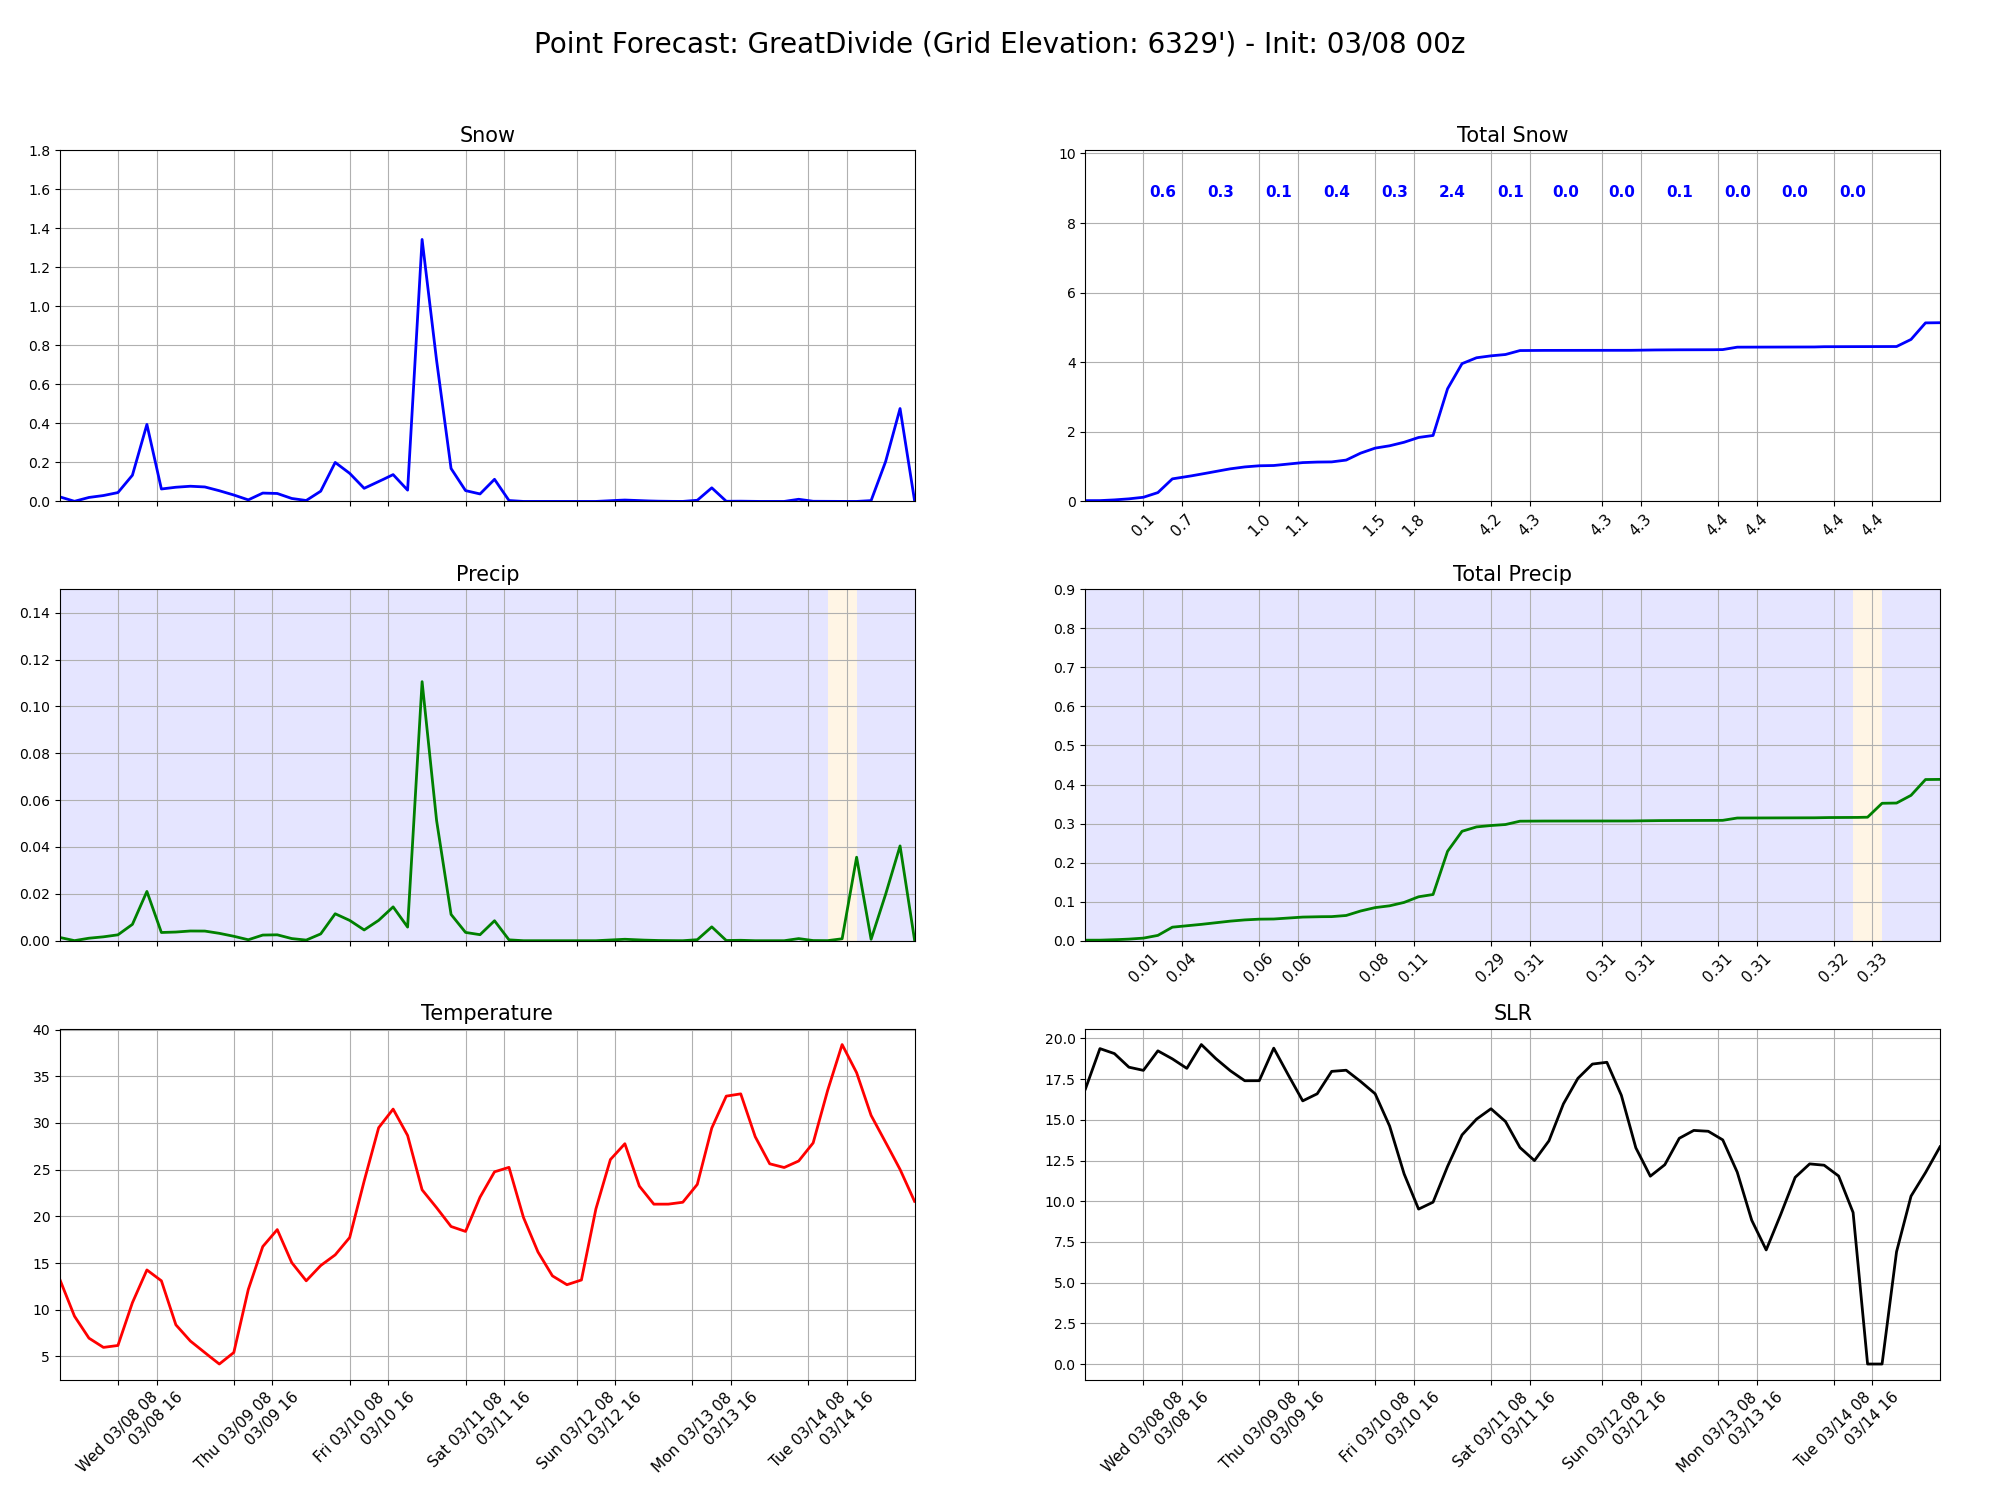 Point Forecast: GreatDivide (Grid Elevation: 6329') - Init: 03/08 00z
Snow
1.8
1.6
1.4
1.2
1.0
0.8
0.6
0.4
0.2
0.0
Total Snow
10
8
6
4
2
0
0.6 0.3 0.1 0.4 0.3 2.4 0.1 0.0 0.0 0.1 0.0 0.0 0.0
0.1 0.7 1.0 1.1 1.5 1.8 4.2 4.3 4.3 4.3 4.4 4.4 4.4 4.4
Precip
0.14
0.12
0.10
0.08
0.06
0.04
0.02
0.00
Total Precip
0.9
0.8
0.7
0.6
0.5
0.4
0.3
0.2
0.1
0.0
0.01 0.04 0.06 0.06 0.08 0.11 0.29 0.31 0.31 0.31 0.31 0.31 0.32 0.33
Temperature
40
35
30
25
20
15
10
5
Wed 03/08 08
03/08 16
Thu 03/09 08
03/09 16
Fri 03/10 08
03/10 16
Sat 03/11 08
03/11 16
Sun 03/12 08
03/12 16
Mon 03/13 08
03/13 16
Tue 03/14 08
03/14 16
SLR
20.0
17.5
15.0
12.5
10.0
7.5
5.0
2.5
0.0
Wed 03/08 08
03/08 16
Thu 03/09 08
03/09 16
Fri 03/10 08
03/10 16
Sat 03/11 08
03/11 16
Sun 03/12 08
03/12 16
Mon 03/13 08
03/13 16
Tue 03/14 08
03/14 16